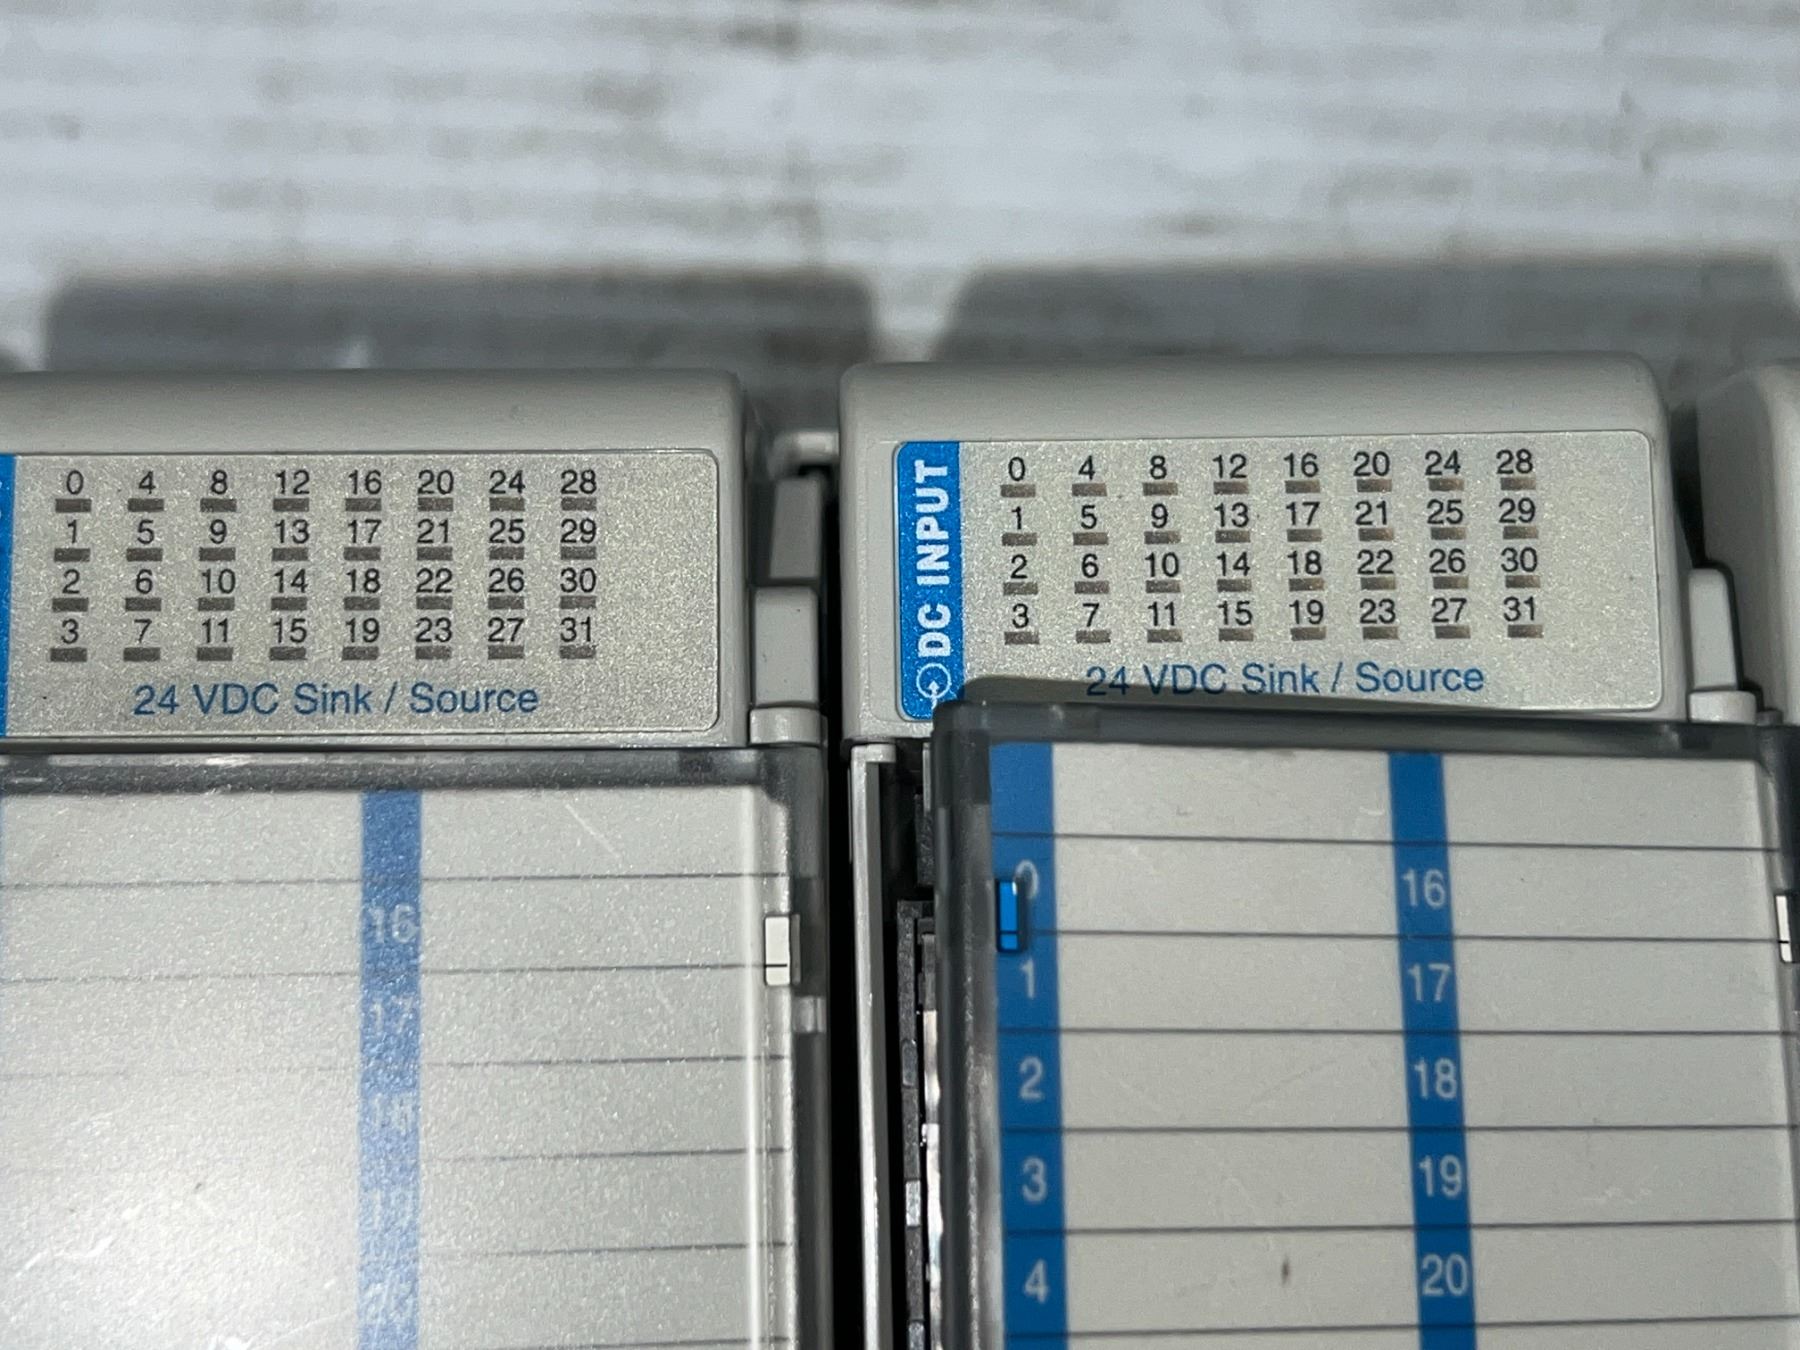 0 4 8 12 16 20 24 28
1 5 9 13 17 21 25 29
2 6 10 14 18 22 26 30
3 7 11 15 19 23 27 31
24 VDC Sink / Source
16
17
18
19
DC INPUT
0 4 8 12 16 20 24 28
1 5 9 13 17 21 25 29
2 6 10 14 18 22 26 30
3 7 11 15 19 23 27 31
24 VDC Sink / Source
0 16
1 17
2 18
3 19
4 20